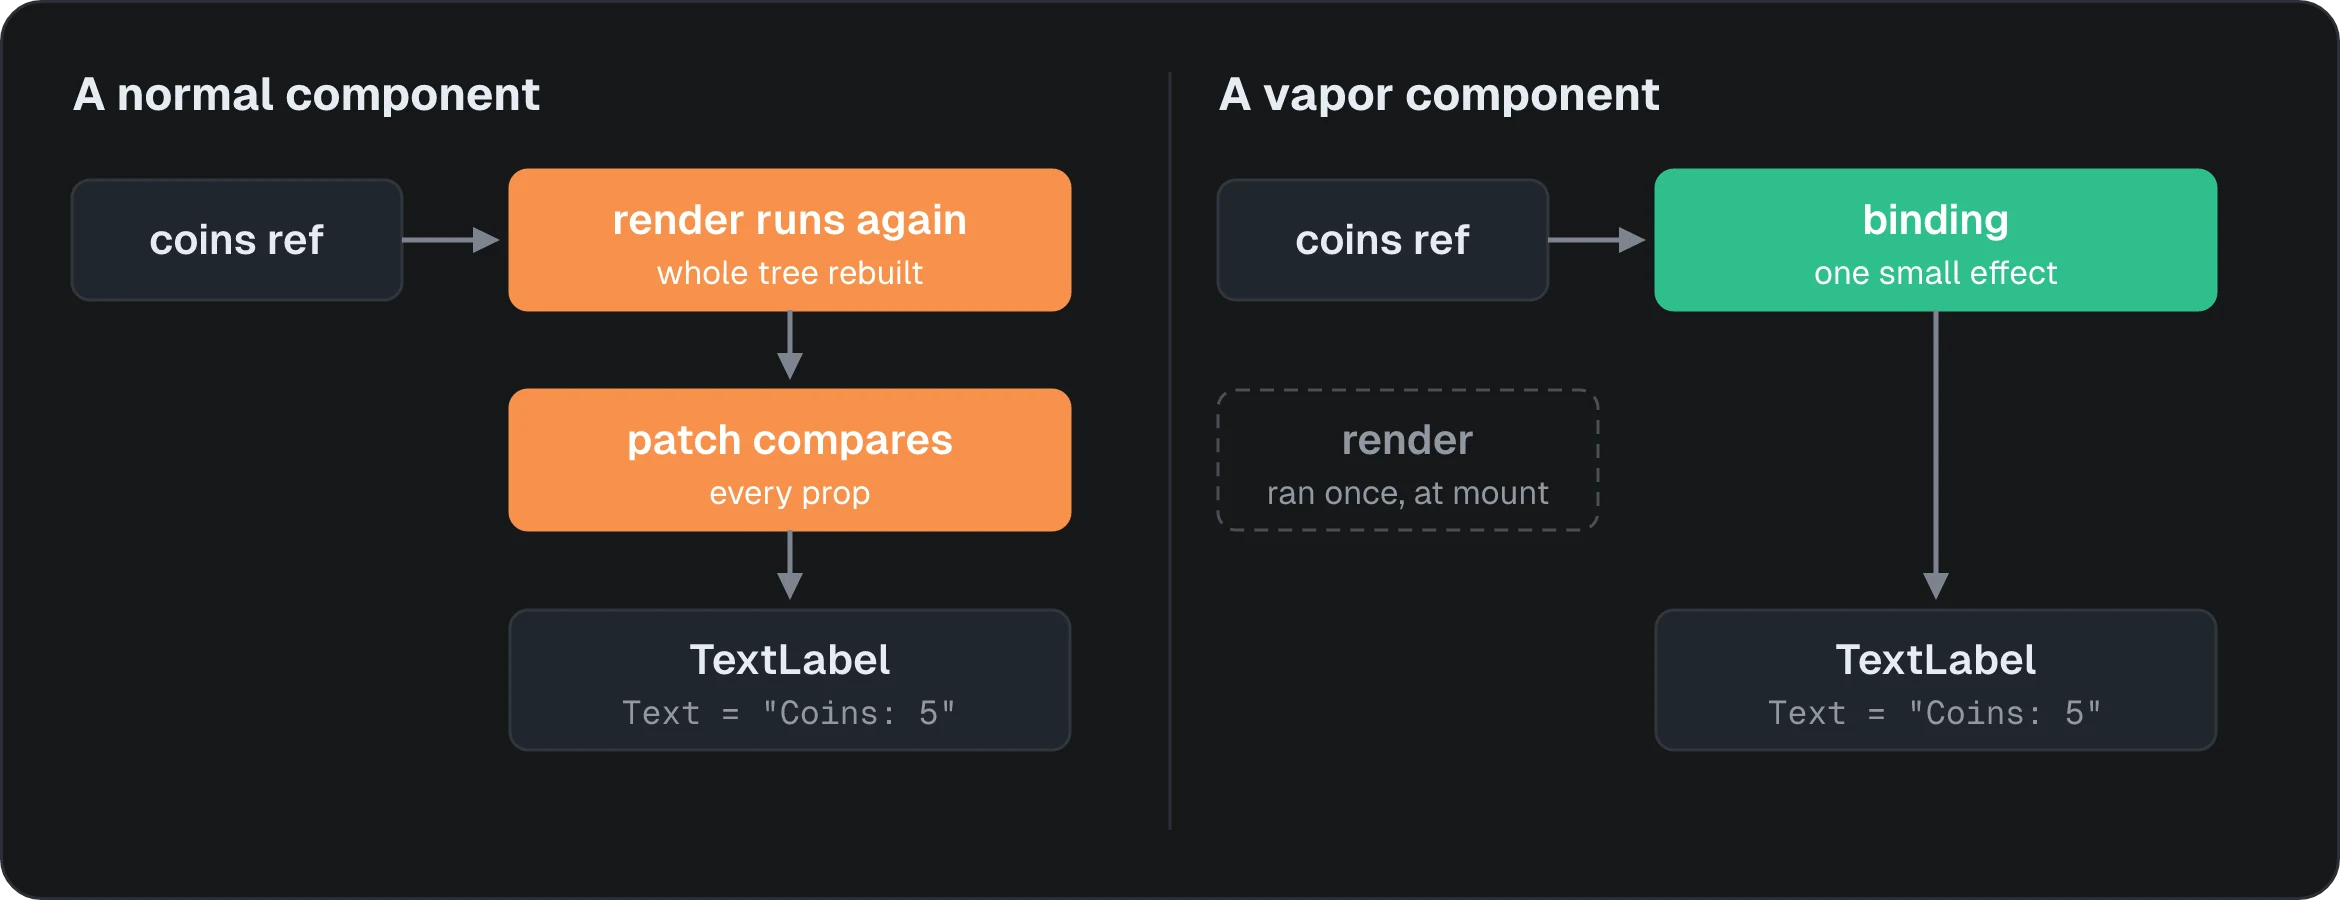 A normal component
coins ref
render runs again
whole tree rebuilt
patch compares
every prop
TextLabel
Text = "Coins: 5"
A vapor component
coins ref
binding
one small effect
render
ran once, at mount
TextLabel
Text = "Coins: 5"